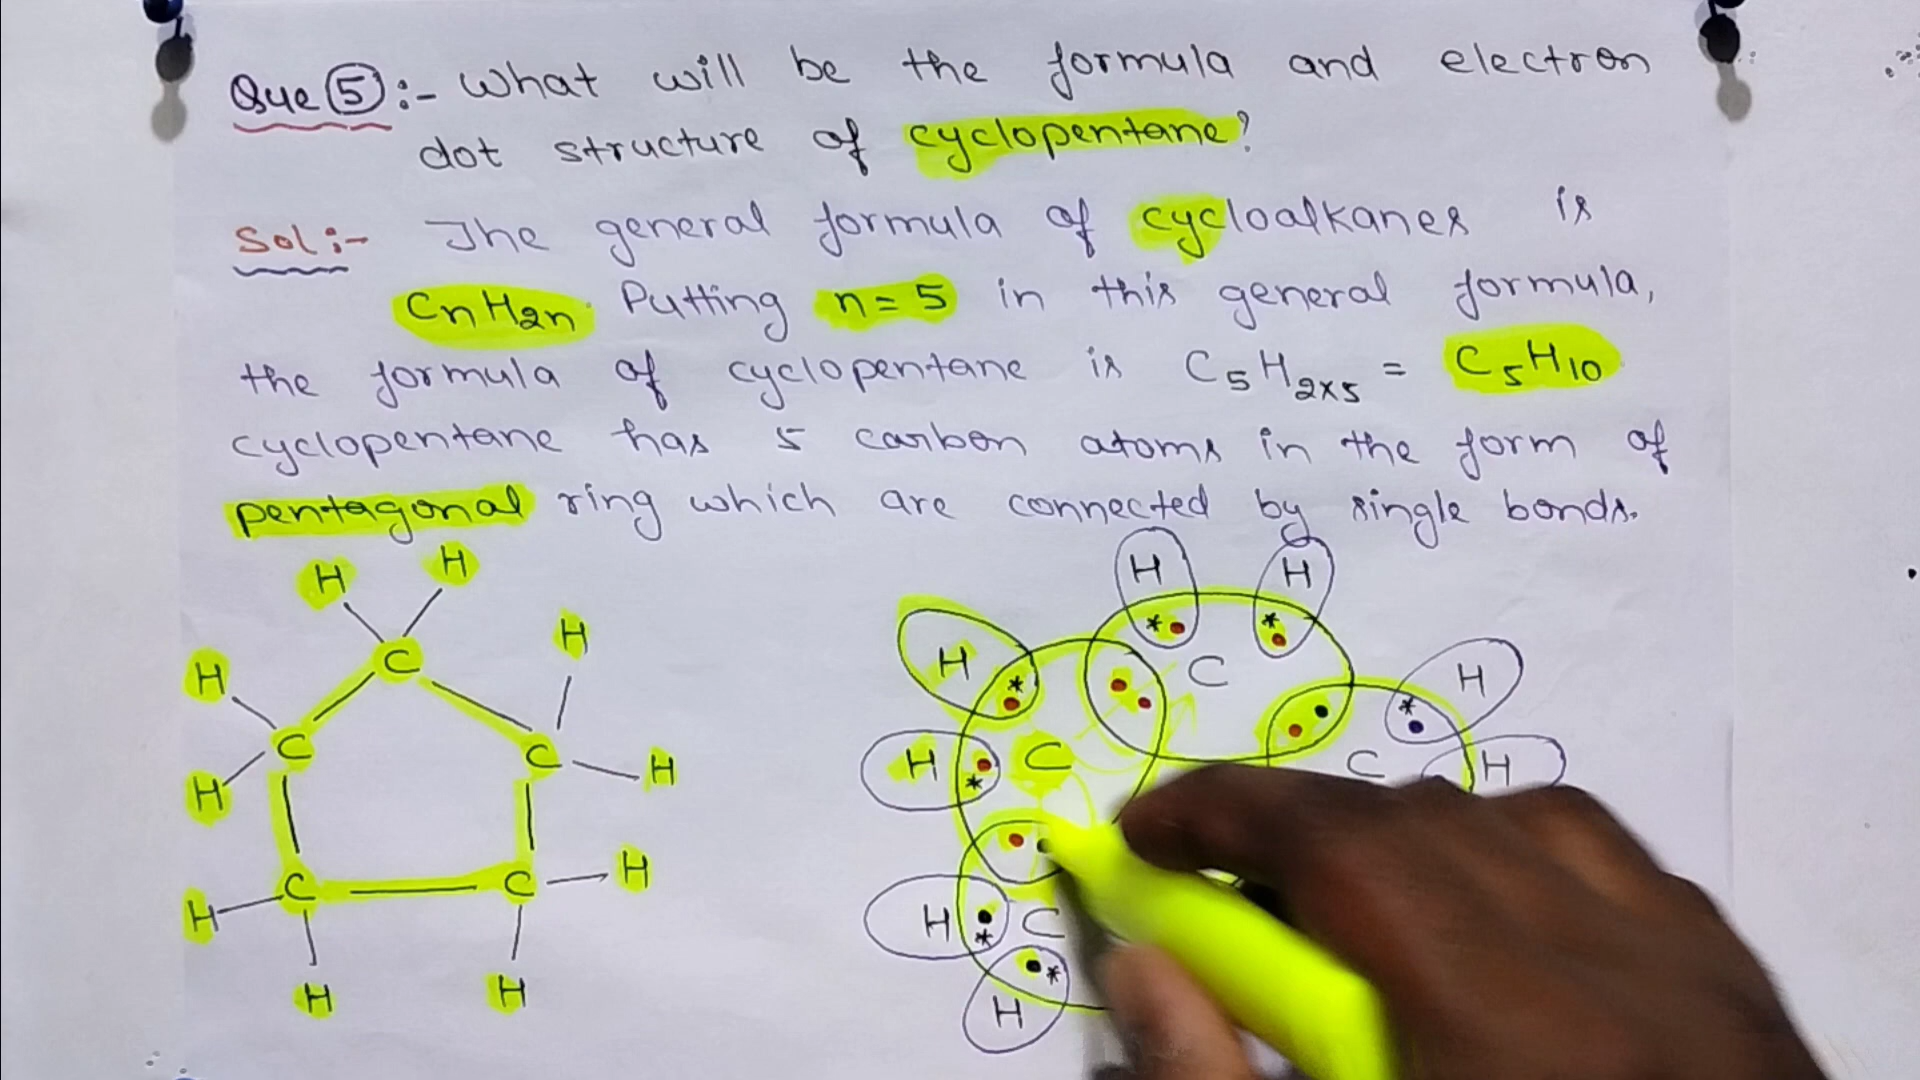 Que 5 :- What will be the formula and electron
dot structure of cyclopentane?
Sol:- The general formula of cycloalkanes is
CnH2n. Putting n=5 in this general formula,
the formula of cyclopentane is C5H2x5 = C5H10
cyclopentane has 5 carbon atoms in the form of
pentagonal ring which are connected by single bonds.
H H
C
H
H
C
C
H
H
C
C
H
H
H
H
H H
C
H
H
H
C
C
H
H
C
H